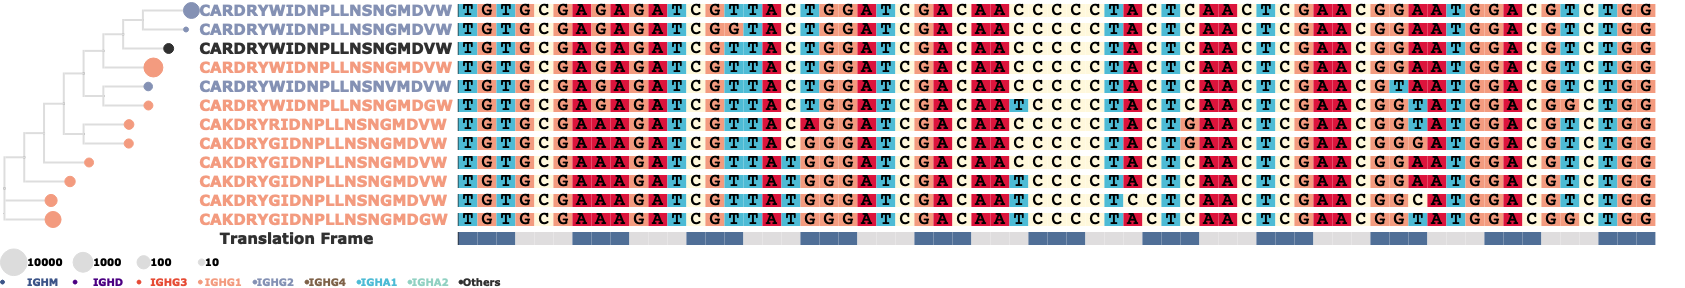 CARDRYWIDNPLLNSNGMDVW T G T G C G A G A G A T C G T T A C T G G A T C G A C A A C C C C C T A C T C A A C T C G A A C G G A A T G G A C G T C T G G
CARDRYWIDNPLLNSNGMDVW T G T G C G A G A G A T C G G T A C T G G A T C G A C A A C C C C C T A C T C A A C T C G A A C G G A A T G G A C G T C T G G
CARDRYWIDNPLLNSNGMDVW T G T G C G A G A G A T C G T T A C T G G A T C G A C A A C C C C C T A C T C A A C T C G A A C G G A A T G G A C G T C T G G
CARDRYWIDNPLLNSNGMDVW T G T G C G A G A G A T C G T T A C T G G A T C G A C A A C C C C C T A C T C A A C T C G A A C G G A A T G G A C G T C T G G
CARDRYWIDNPLLNSNVMDVW T G T G C G A G A G A T C G T T A C T G G A T C G A C A A C C C C C T A C T C A A C T C G A A C G T A A T G G A C G T C T G G
CARDRYWIDNPLLNSNGMDGW T G T G C G A G A G A T C G T T A C T G G A T C G A C A A T C C C C T A C T C A A C T C G A A C G G T A T G G A C G G C T G G
CAKDRYRIDNPLLNSNGMDVW T G T G C G A A A G A T C G T T A C A G G A T C G A C A A C C C C C T A C T G A A C T C G A A C G G T A T G G A C G T C T G G
CAKDRYGIDNPLLNSNGMDVW T G T G C G A A A G A T C G T T A C G G G A T C G A C A A C C C C C T A C T G A A C T C G A A C G G G A T G G A C G T C T G G
CAKDRYGIDNPLLNSNGMDVW T G T G C G A A A G A T C G T T A T G G G A T C G A C A A C C C C C T A C T C A A C T C G A A C G G A A T G G A C G T C T G G
CAKDRYGIDNPLLNSNGMDVW T G T G C G A A A G A T C G T T A T G G G A T C G A C A A T C C C C T A C T C A A C T C G A A C G G A A T G G A C G T C T G G
CAKDRYGIDNPLLNSNGMDVW T G T G C G A A A G A T C G T T A T G G G A T C G A C A A T C C C C T C C T C A A C T C G A A C G G C A T G G A C G T C T G G
CAKDRYGIDNPLLNSNGMDGW T G T G C G A A A G A T C G T T A T G G G A T C G A C A A T C C C C T A C T C A A C T C G A A C G G T A T G G A C G G C T G G
Translation Frame
10000 1000 100 10
IGHM IGHD IGHG3 IGHG1 IGHG2 IGHG4 IGHA1 IGHA2 Others